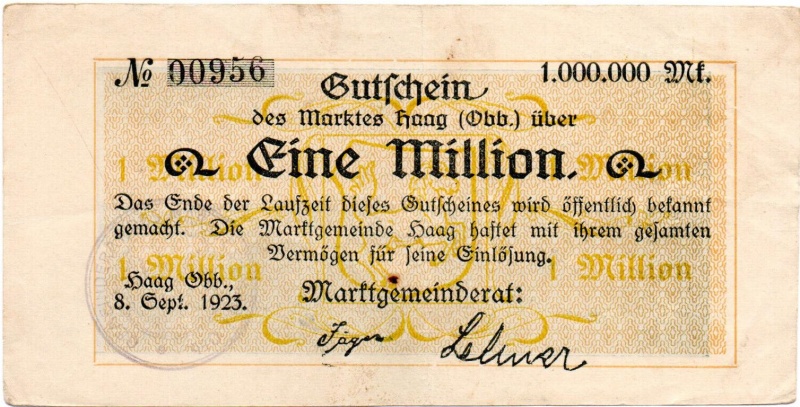 № 00956
1.000.000 Mk.
Gutschein
des Marktes Haag (Obb.) über
Eine Million.
1 Million Million
Das Ende der Laufzeit dieses Gutscheines wird öffentlich bekannt
gemacht. Die Marktgemeinde Haag haftet mit ihrem gesamten
Vermögen für seine Einlösung.
1 Million 1 Million
Haag Obb.,
8. Sept. 1923.
Marktgemeinderat:
Jäger